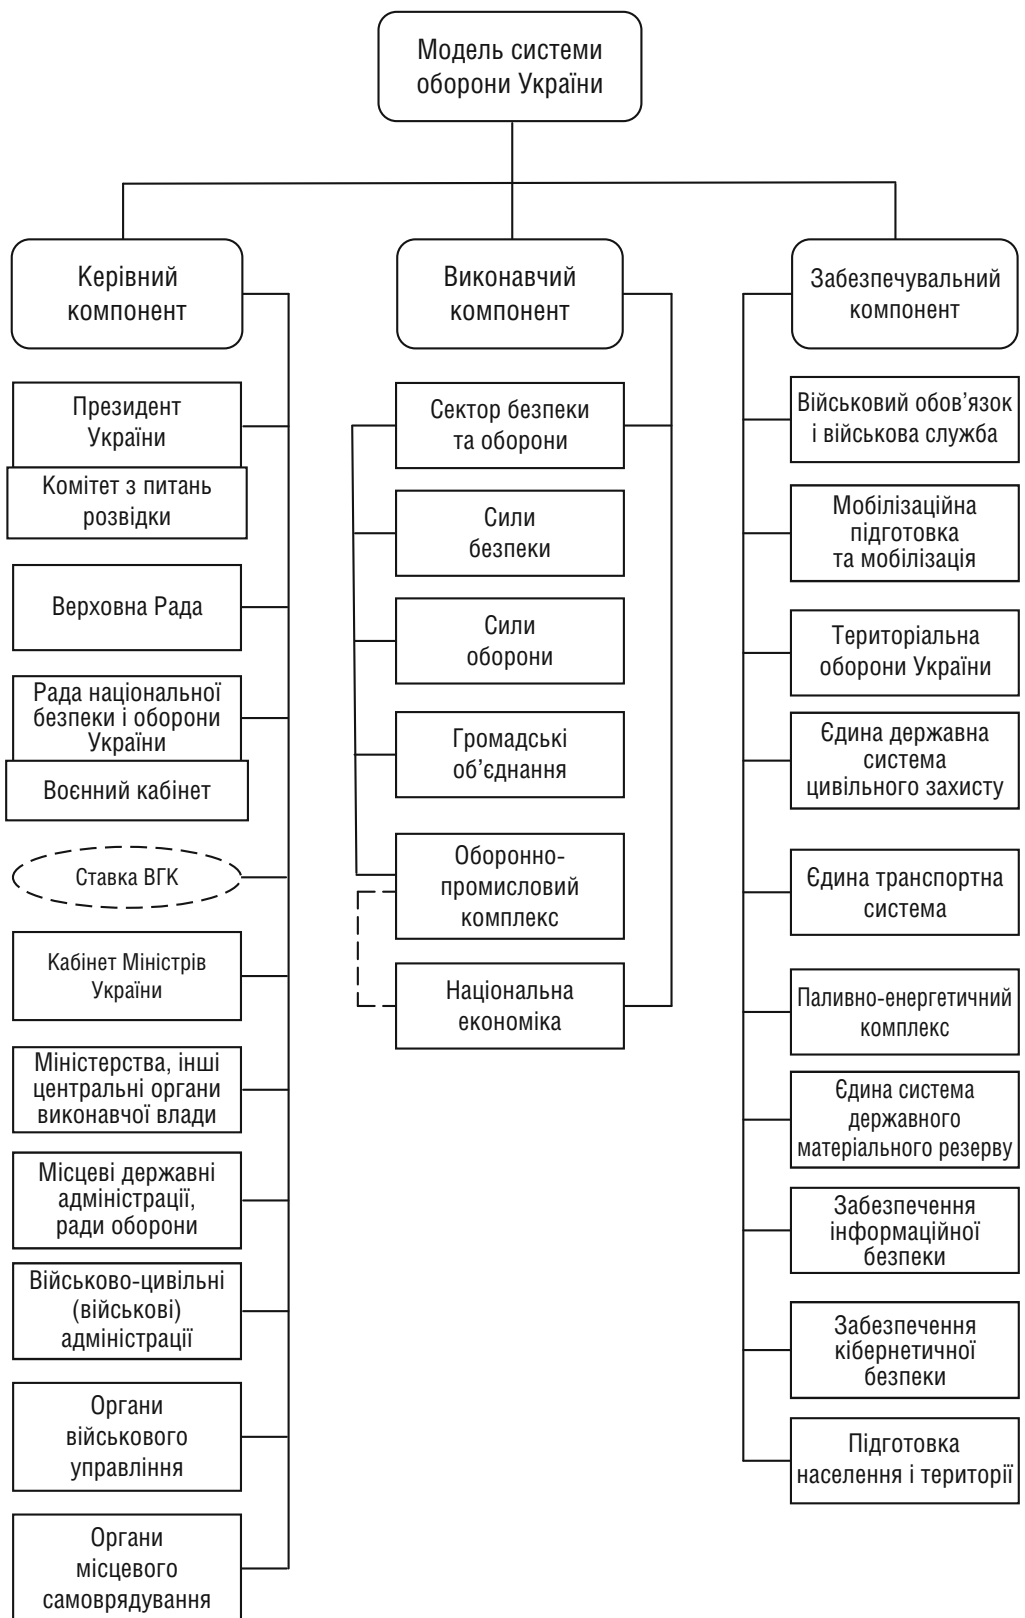 Модель системи
оборони України
Керівний
компонент
Президент
України
Комітет з питань
розвідки
Верховна Рада
Рада національної
безпеки і оборони
України
Воєнний кабінет
Ставка ВГК
Кабінет Міністрів
України
Міністерства, інші
центральні органи
виконавчої влади
Місцеві державні
адміністрації,
ради оборони
Військово-цивільні
(військові)
адміністрації
Органи
військового
управління
Органи
місцевого
самоврядування
Виконавчий
компонент
Сектор безпеки
та оборони
Сили
безпеки
Сили
оборони
Громадські
об’єднання
Оборонно-
промисловий
комплекс
Національна
економіка
Забезпечувальний
компонент
Військовий обов’язок
і військова служба
Мобілізаційна
підготовка
та мобілізація
Територіальна
оборони України
Єдина державна
система
цивільного захисту
Єдина транспортна
система
Паливно-енергетичний
комплекс
Єдина система
державного
матеріального резерву
Забезпечення
інформаційної
безпеки
Забезпечення
кібернетичної
безпеки
Підготовка
населення і території